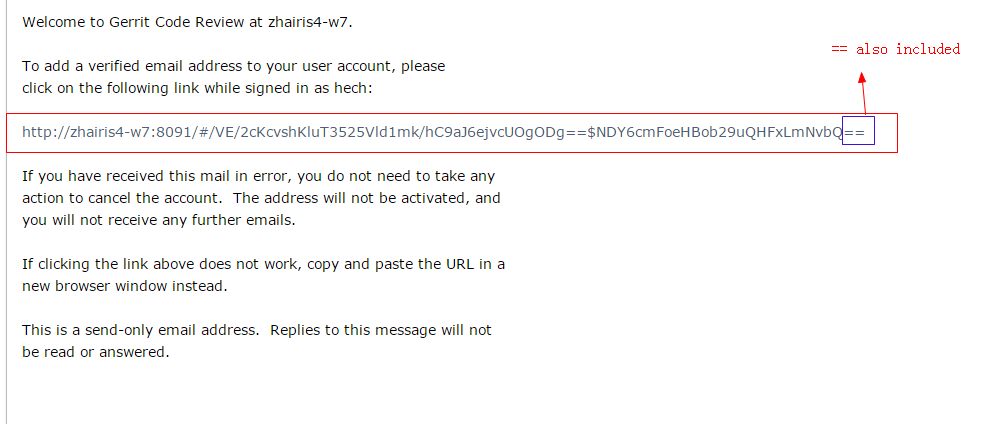 Welcome to Gerrit Code Review at zhairis4-w7.
== also included
To add a verified email address to your user account, please
click on the following link while signed in as hech:
http://zhairis4-w7:8091/#/VE/2cKcvshKluT3525Vld1mk/hC9aJ6ejvcUOgODg==$NDY6cmFoeHBob29uQHFxLmNvbQ==
If you have received this mail in error, you do not need to take any
action to cancel the account.  The address will not be activated, and
you will not receive any further emails.
If clicking the link above does not work, copy and paste the URL in a
new browser window instead.
This is a send-only email address.  Replies to this message will not
be read or answered.